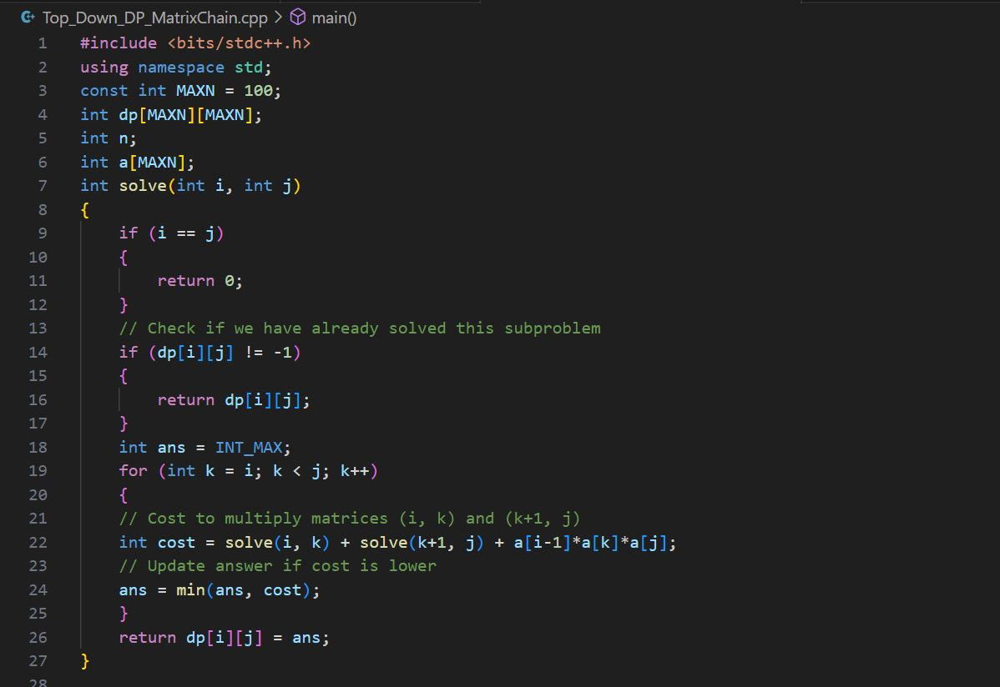 Top_Down_DP_MatrixChain.cpp > main()
1 #include <bits/stdc++.h>
2 using namespace std;
3 const int MAXN = 100;
4 int dp[MAXN][MAXN];
5 int n;
6 int a[MAXN];
7 int solve(int i, int j)
8 {
9 if (i == j)
10 {
11 return 0;
12 }
13 // Check if we have already solved this subproblem
14 if (dp[i][j] != -1)
15 {
16 return dp[i][j];
17 }
18 int ans = INT_MAX;
19 for (int k = i; k < j; k++)
20 {
21 // Cost to multiply matrices (i, k) and (k+1, j)
22 int cost = solve(i, k) + solve(k+1, j) + a[i-1]*a[k]*a[j];
23 // Update answer if cost is lower
24 ans = min(ans, cost);
25 }
26 return dp[i][j] = ans;
27 }
28